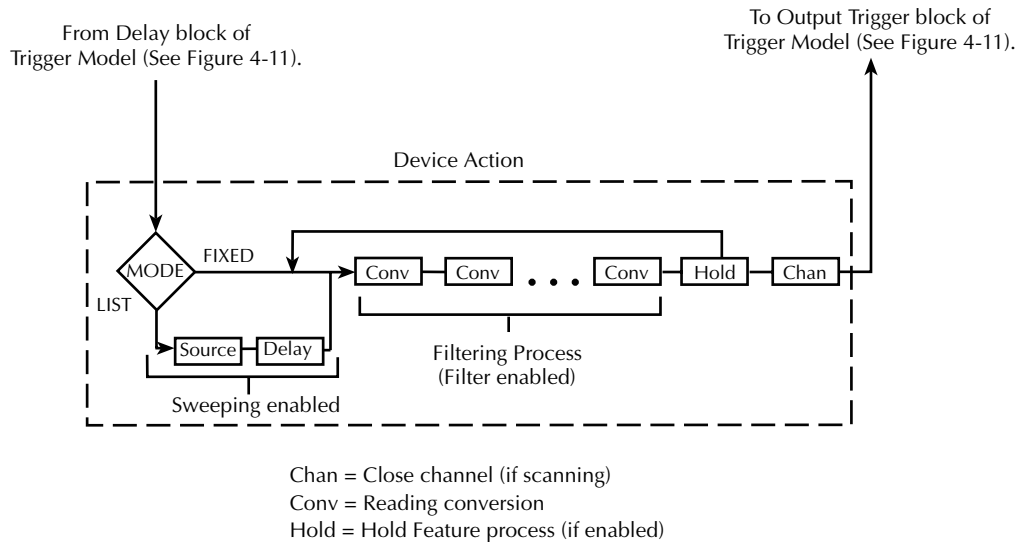 From Delay block of
Trigger Model (See Figure 4-11).
To Output Trigger block of
Trigger Model (See Figure 4-11).
Device Action
MODE
FIXED
LIST
Conv
Conv
Conv
Hold
Chan
Source
Delay
Sweeping enabled
Filtering Process
(Filter enabled)
Chan = Close channel (if scanning)
Conv = Reading conversion
Hold = Hold Feature process (if enabled)